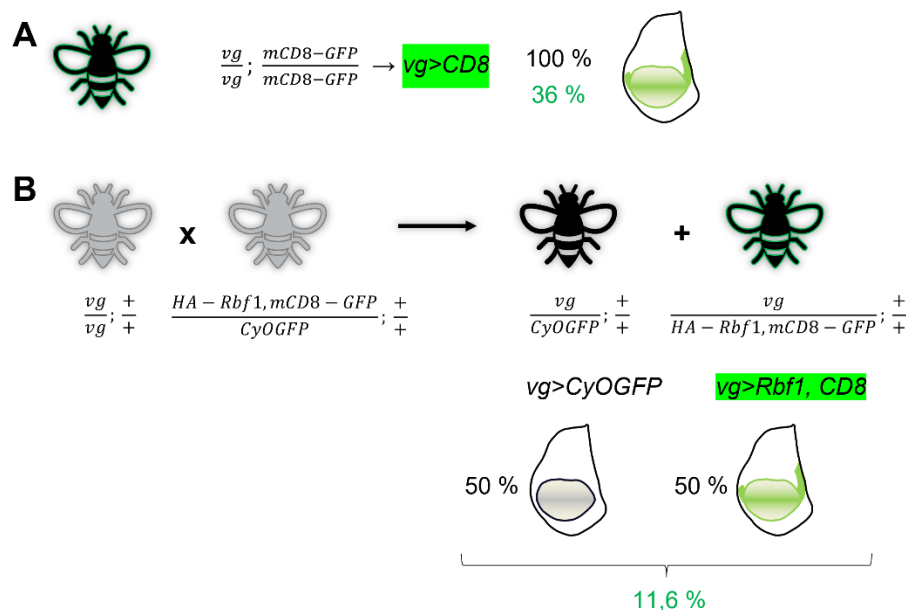 A
vg/vg ; mCD8–GFP/mCD8–GFP → vg>CD8
100 %
36 %
B
x
+
vg/vg ; +/+
HA – Rbf1, mCD8 – GFP/CyOGFP ; +/+
vg/CyOGFP ; +/+
vg/HA – Rbf1, mCD8 – GFP ; +/+
vg>CyOGFP
vg>Rbf1, CD8
50 %
50 %
11,6 %